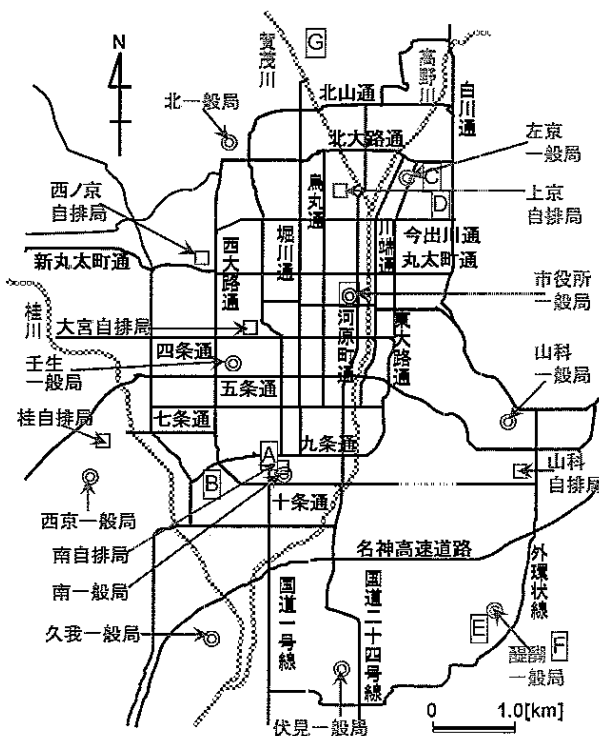 N
賀茂川
G
高野川
白川通
北山通
北一般局
北大路通
左京
一般局
C
烏丸通
D
上京
自排局
西ノ京
自排局
西大路通
堀川通
川端通
今出川通
丸太町通
新丸太町通
市役所
一般局
桂川
大宮自排局
河原町通
東大路通
四条通
壬生
一般局
山科
一般局
五条通
七条通
桂自排局
九条通
A
山科
自排局
B
十条通
西京一般局
南自排局
名神高速道路
外環状線
南一般局
国道一号線
国道二十四号線
久我一般局
E
F
醍醐
一般局
伏見一般局
0
1.0[km]